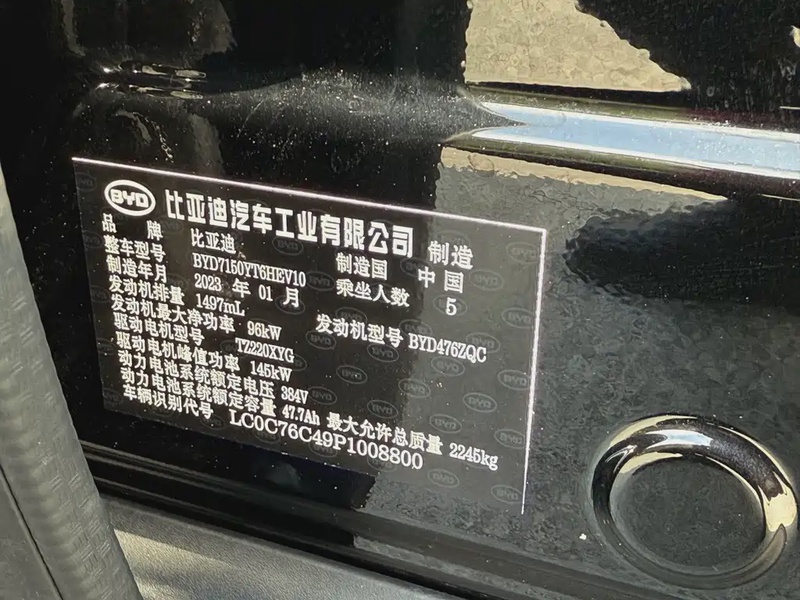 BYD 比亚迪汽车工业有限公司 制造
品 牌 比亚迪 制造国 中国
整车型号 BYD7150YT6HEV10 乘坐人数 5
制造年月 2023 年 01 月
发动机排量 1497mL 发动机型号 BYD476ZQC
发动机最大净功率 96kW
驱动电机型号 TZ220XYG
驱动电机峰值功率 145kW
动力电池系统额定电压 384V
动力电池系统额定容量 47.7Ah 最大允许总质量 2245kg
车辆识别代号 LC0C76C49P1008800